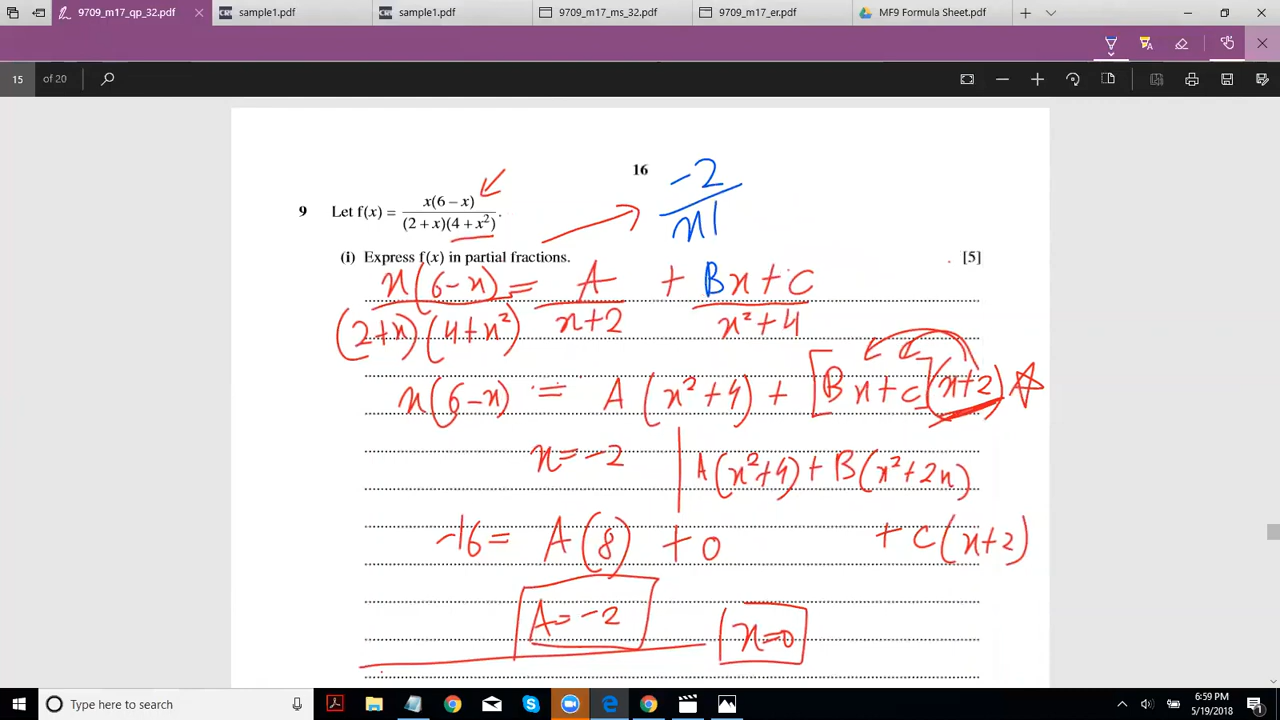 9709_m17_qp_32.pdf
sample1.pdf
sample1.pdf
9709_m17_ms_32.pdf
9709_m17_er.pdf
MF9 Formula Sheet.pdf
15 of 20
16
-2/x
9 Let f(x) = x(6 – x)/((2 + x)(4 + x²)).
(i) Express f(x) in partial fractions. [5]
x(6-x)/((2+x)(4+x²)) = A/(x+2) + (Bx+C)/(x²+4)
x(6-x) = A(x²+4) + [Bx+C](x+2)
x=-2 A(x²+4)+B(x²+2x)
-16= A(8) +0 +C(x+2)
A=-2 x=0
Type here to search
6:59 PM
5/19/2018